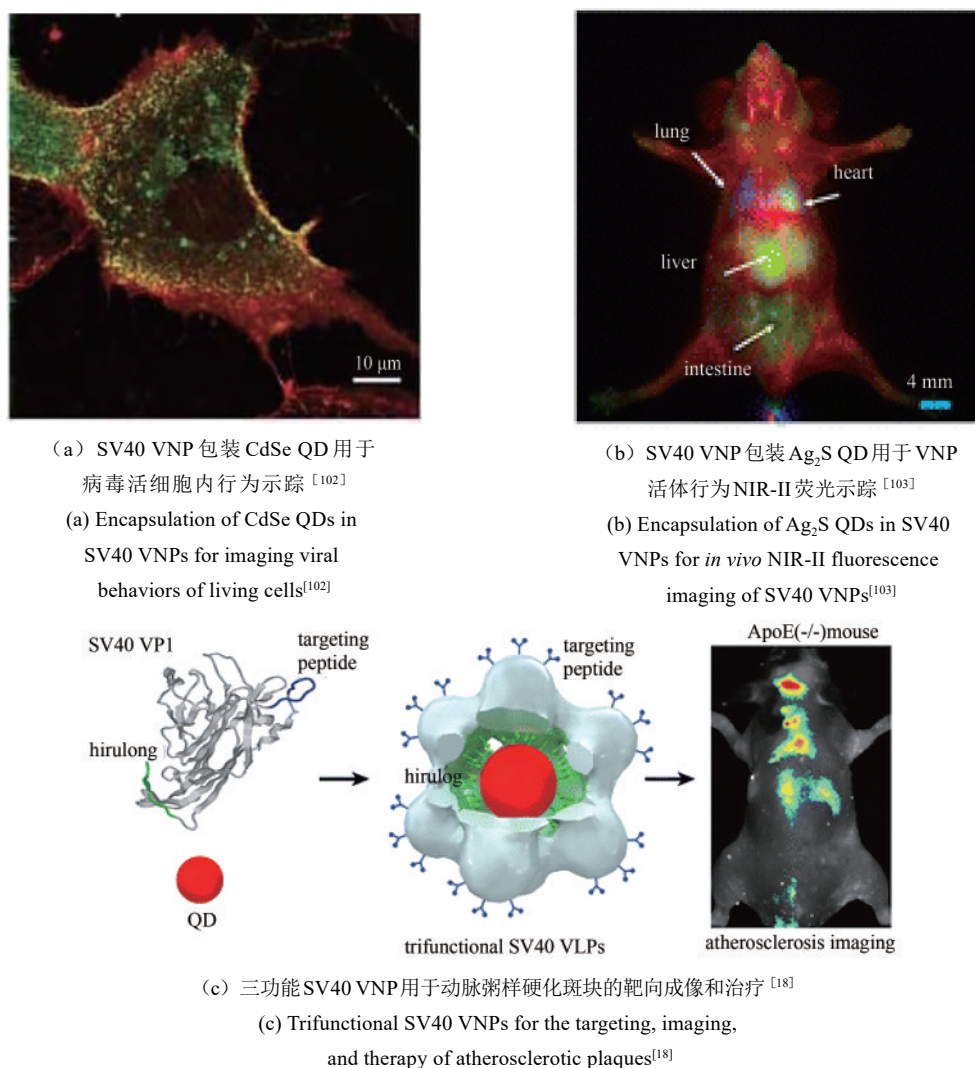 10 μm
lung
heart
liver
intestine
4 mm
（a）SV40 VNP 包装 CdSe QD 用于
病毒活细胞内行为示踪［102］
(a) Encapsulation of CdSe QDs in
SV40 VNPs for imaging viral
behaviors of living cells[102]
（b）SV40 VNP 包装 Ag₂S QD 用于 VNP
活体行为 NIR-II 荧光示踪［103］
(b) Encapsulation of Ag₂S QDs in SV40
VNPs for in vivo NIR-II fluorescence
imaging of SV40 VNPs[103]
SV40 VP1
targeting
peptide
hirulong
QD
targeting
peptide
hirulog
trifunctional SV40 VLPs
ApoE(-/-)mouse
atherosclerosis imaging
（c）三功能 SV40 VNP 用于动脉粥样硬化斑块的靶向成像和治疗［18］
(c) Trifunctional SV40 VNPs for the targeting, imaging,
and therapy of atherosclerotic plaques[18]